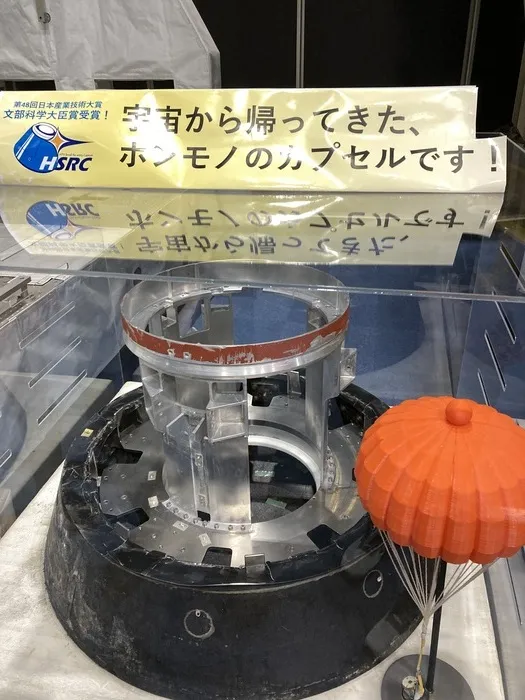 第48回日本産業技術大賞
文部科学大臣賞受賞！
HSRC
宇宙から帰ってきた、
ホンモノのカプセルです！